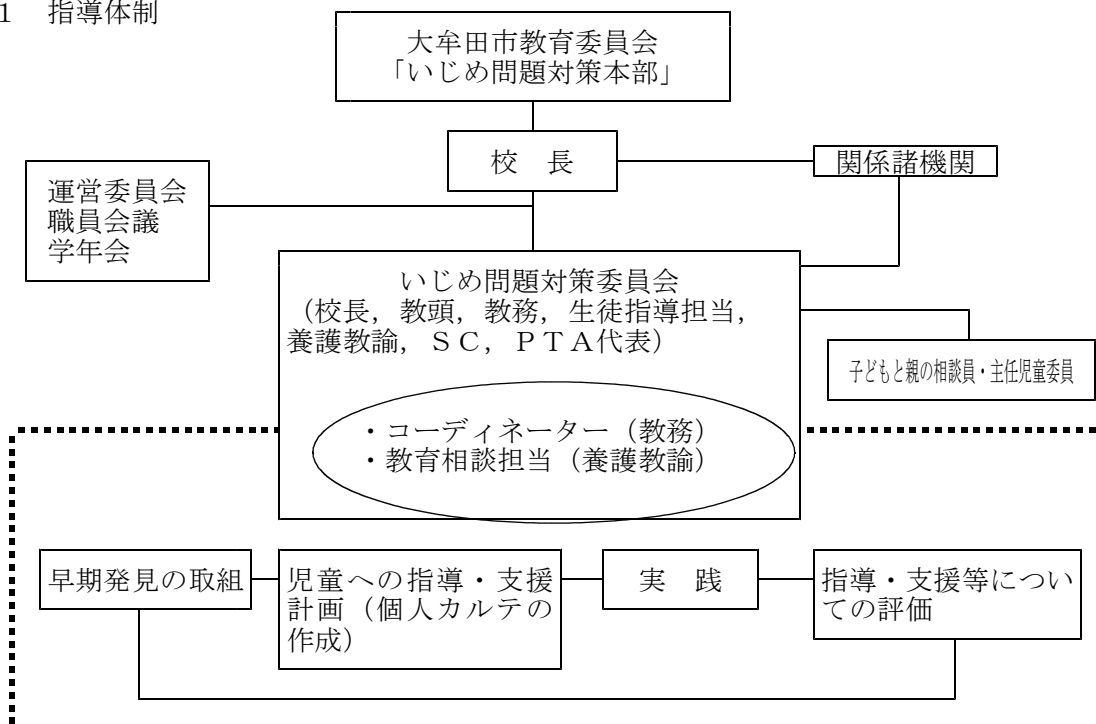 1　指導体制
大牟田市教育委員会
「いじめ問題対策本部」
校　長
関係諸機関
運営委員会
職員会議
学年会
いじめ問題対策委員会
（校長，教頭，教務，生徒指導担当，
養護教諭，ＳＣ，ＰＴＡ代表）
子どもと親の相談員・主任児童委員
・コーディネーター（教務）
・教育相談担当（養護教諭）
早期発見の取組
児童への指導・支援
計画（個人カルテの
作成）
実　践
指導・支援等につい
ての評価